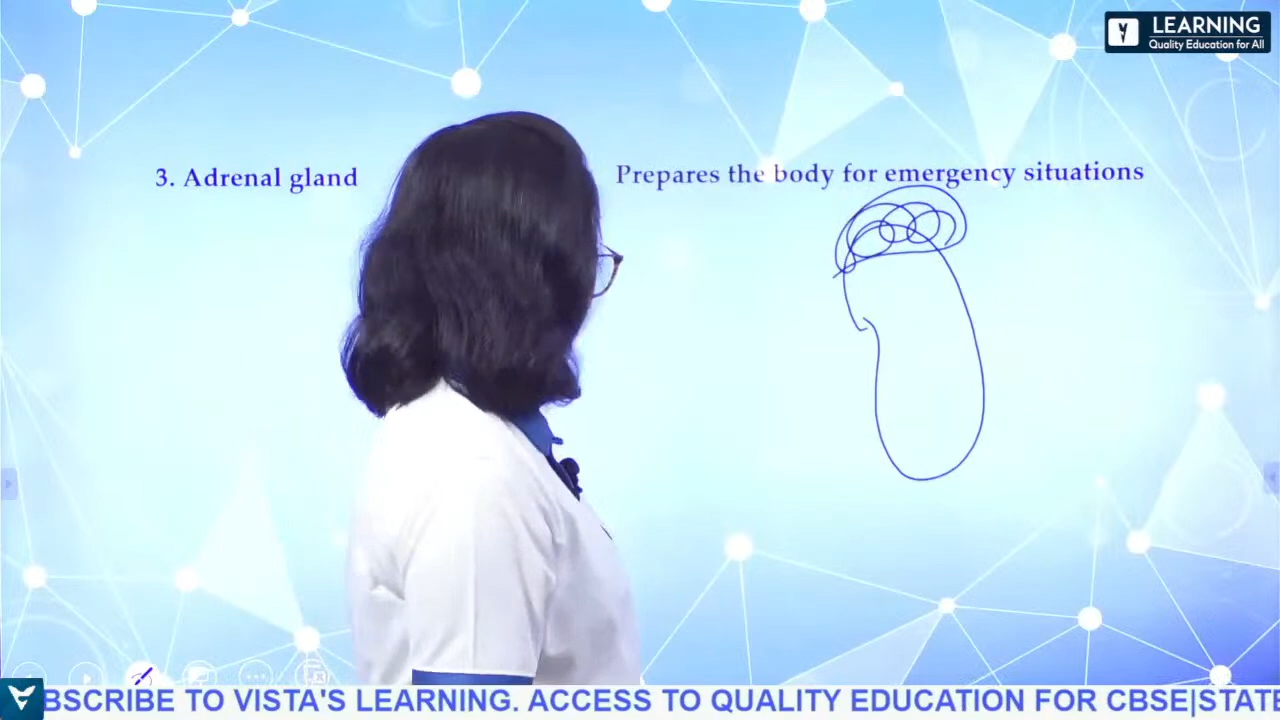 LEARNING
Quality Education for All
3. Adrenal gland
Prepares the body for emergency situations
BSCRIBE TO VISTA'S LEARNING. ACCESS TO QUALITY EDUCATION FOR CBSE|STATE